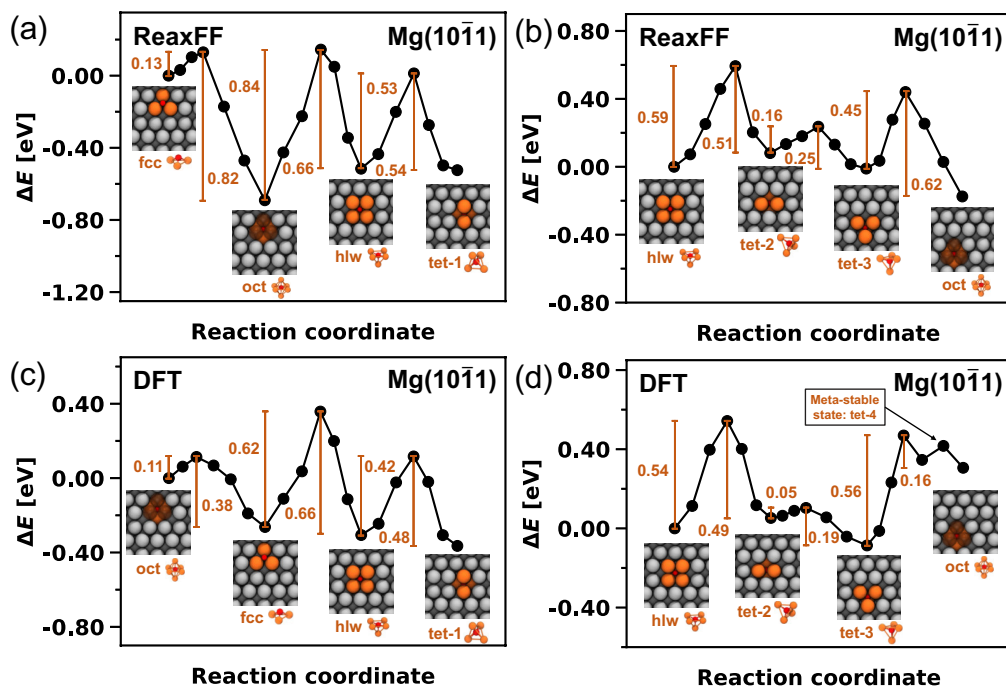 (a)
ReaxFF
Mg(101̄1)
0.00
-0.40
-0.80
-1.20
ΔE [eV]
0.13
0.82
0.84
0.66
0.53
0.54
fcc
oct
hlw
tet-1
Reaction coordinate
(b)
ReaxFF
Mg(101̄1)
0.80
0.40
0.00
-0.40
-0.80
ΔE [eV]
0.59
0.51
0.16
0.25
0.45
0.62
hlw
tet-2
tet-3
oct
Reaction coordinate
(c)
DFT
Mg(101̄1)
0.40
0.00
-0.40
-0.80
ΔE [eV]
0.11
0.38
0.62
0.66
0.42
0.48
oct
fcc
hlw
tet-1
Reaction coordinate
(d)
DFT
Mg(101̄1)
0.80
0.40
0.00
-0.40
ΔE [eV]
Meta-stable
state: tet-4
0.54
0.49
0.05
0.19
0.56
0.16
hlw
tet-2
tet-3
oct
Reaction coordinate